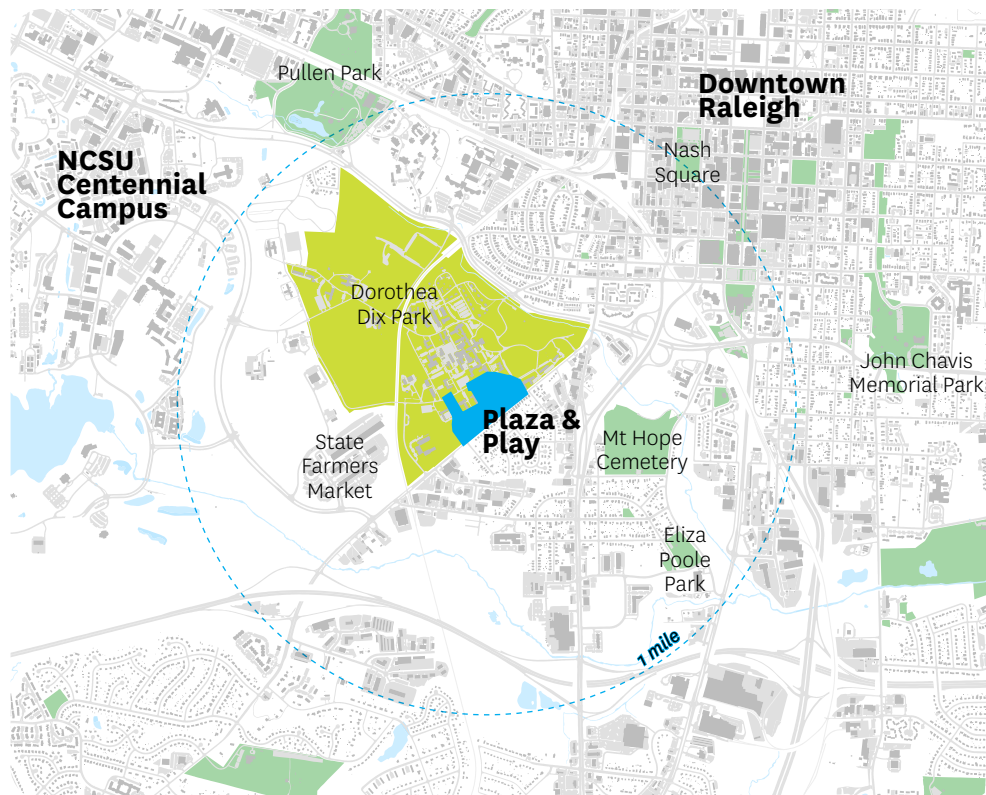 Pullen Park
Downtown
Raleigh
Nash
Square
NCSU
Centennial
Campus
Dorothea
Dix Park
John Chavis
Memorial Park
Plaza &
Play
State
Farmers
Market
Mt Hope
Cemetery
Eliza
Poole
Park
1 mile